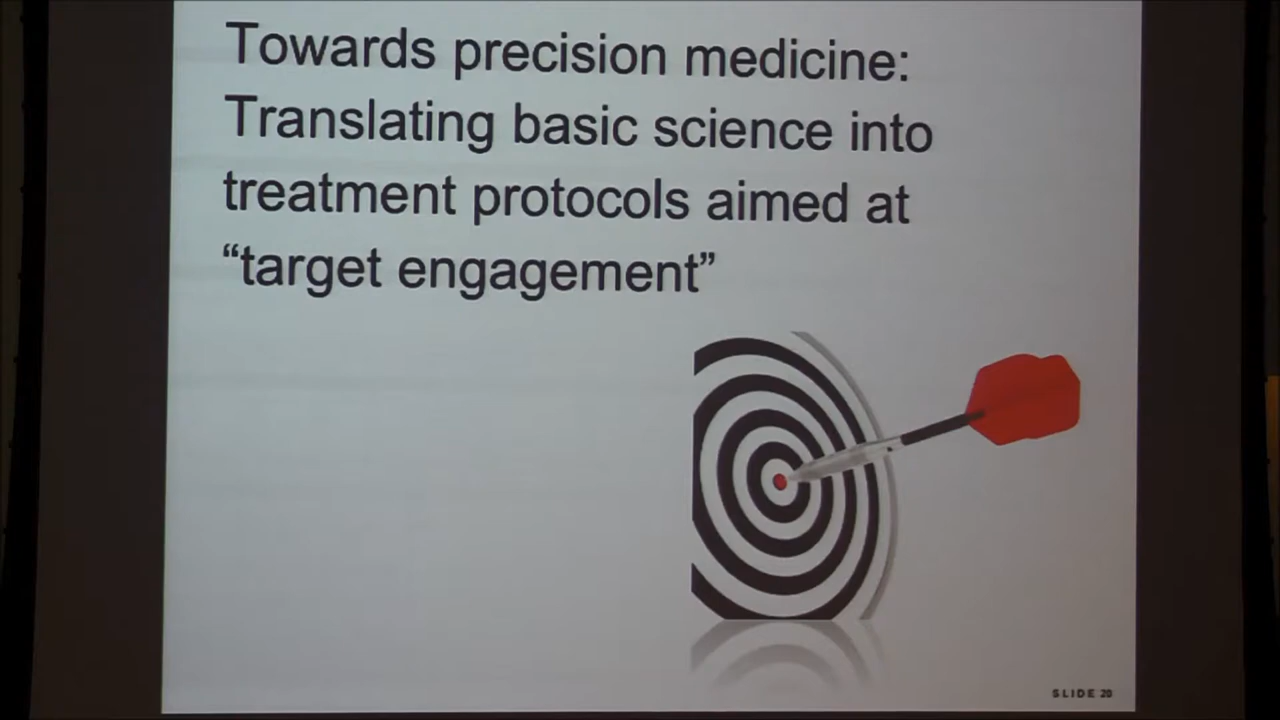 Towards precision medicine:
Translating basic science into
treatment protocols aimed at
“target engagement”
SLIDE 20